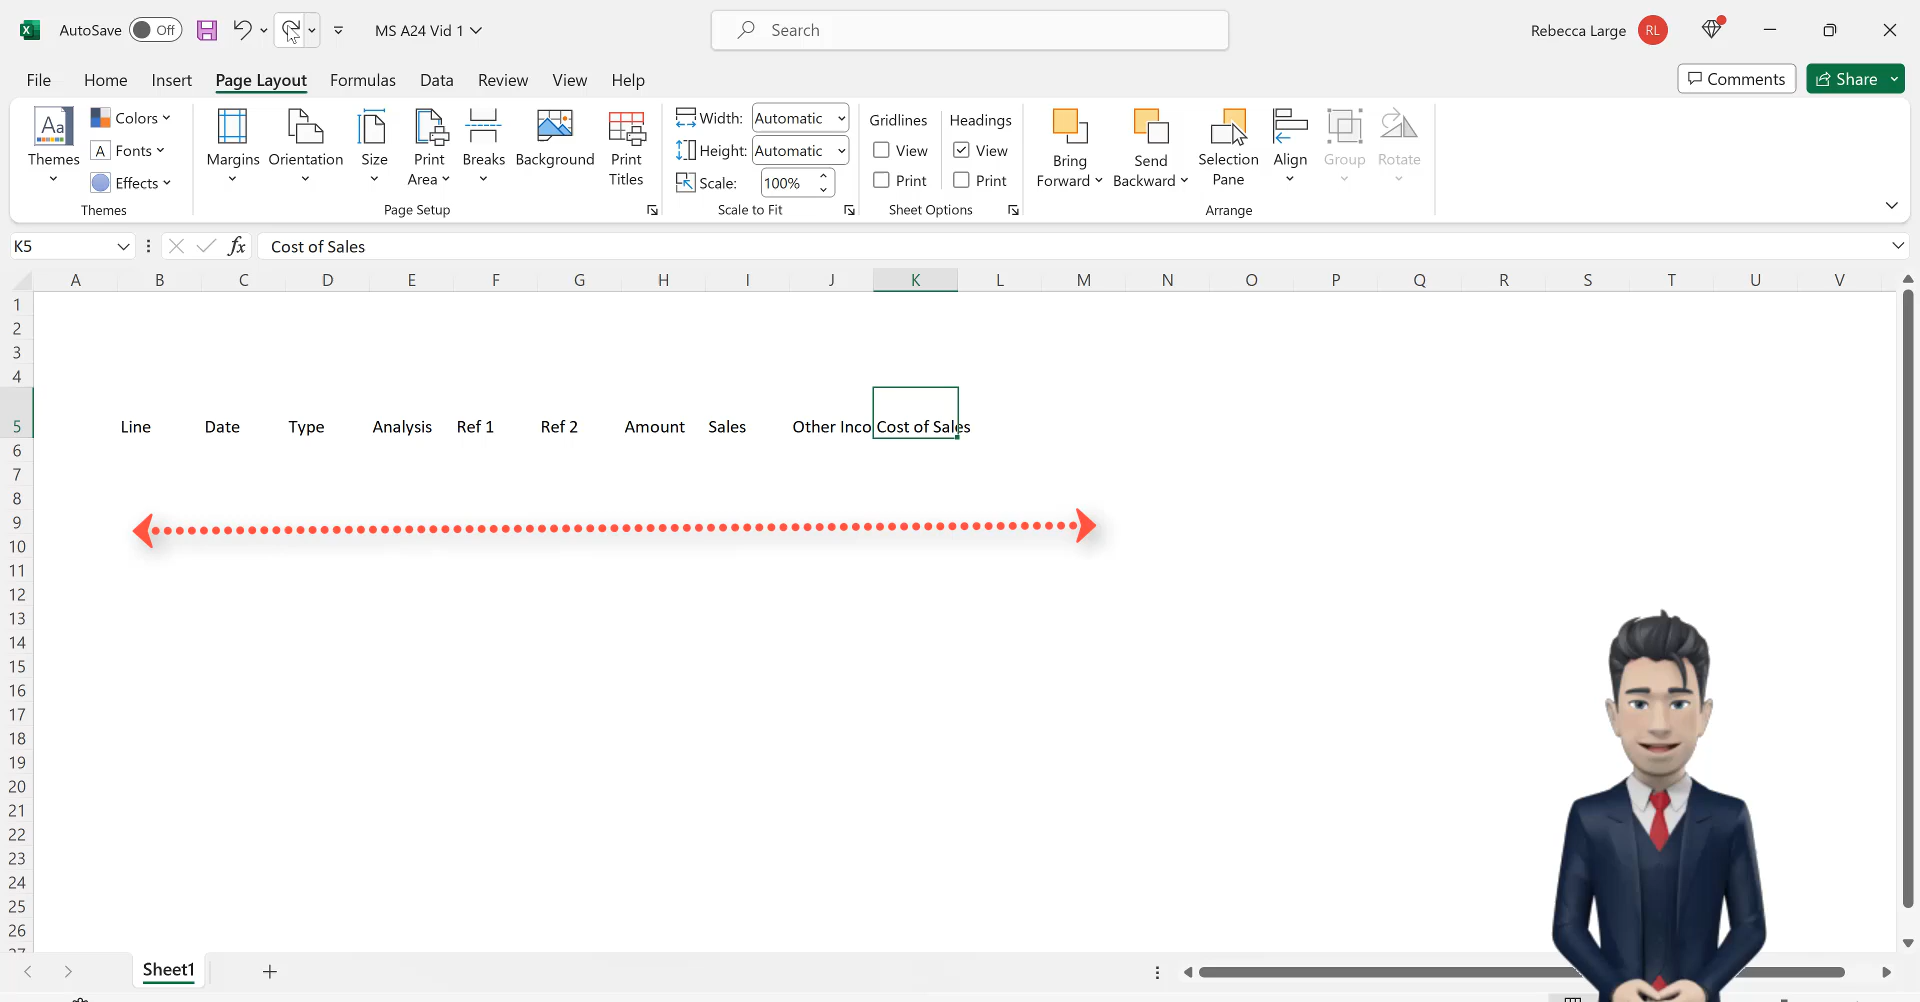 AutoSave Off MS A24 Vid 1 Search Rebecca Large RL
File Home Insert Page Layout Formulas Data Review View Help Comments Share
Aa Themes
Colors
A Fonts
Effects
Themes
Margins Orientation Size Print Area Breaks Background Print Titles
Page Setup
Width: Automatic
Height: Automatic
Scale: 100%
Scale to Fit
Gridlines Headings
View View
Print Print
Sheet Options
Bring Forward Send Backward Selection Pane Align Group Rotate
Arrange
K5 fx Cost of Sales
A B C D E F G H I J K L M N O P Q R S T U V
1
2
3
4
5 Line Date Type Analysis Ref 1 Ref 2 Amount Sales Other Inco Cost of Sales
6
7
8
9
10
11
12
13
14
15
16
17
18
19
20
21
22
23
24
25
26
27
Sheet1